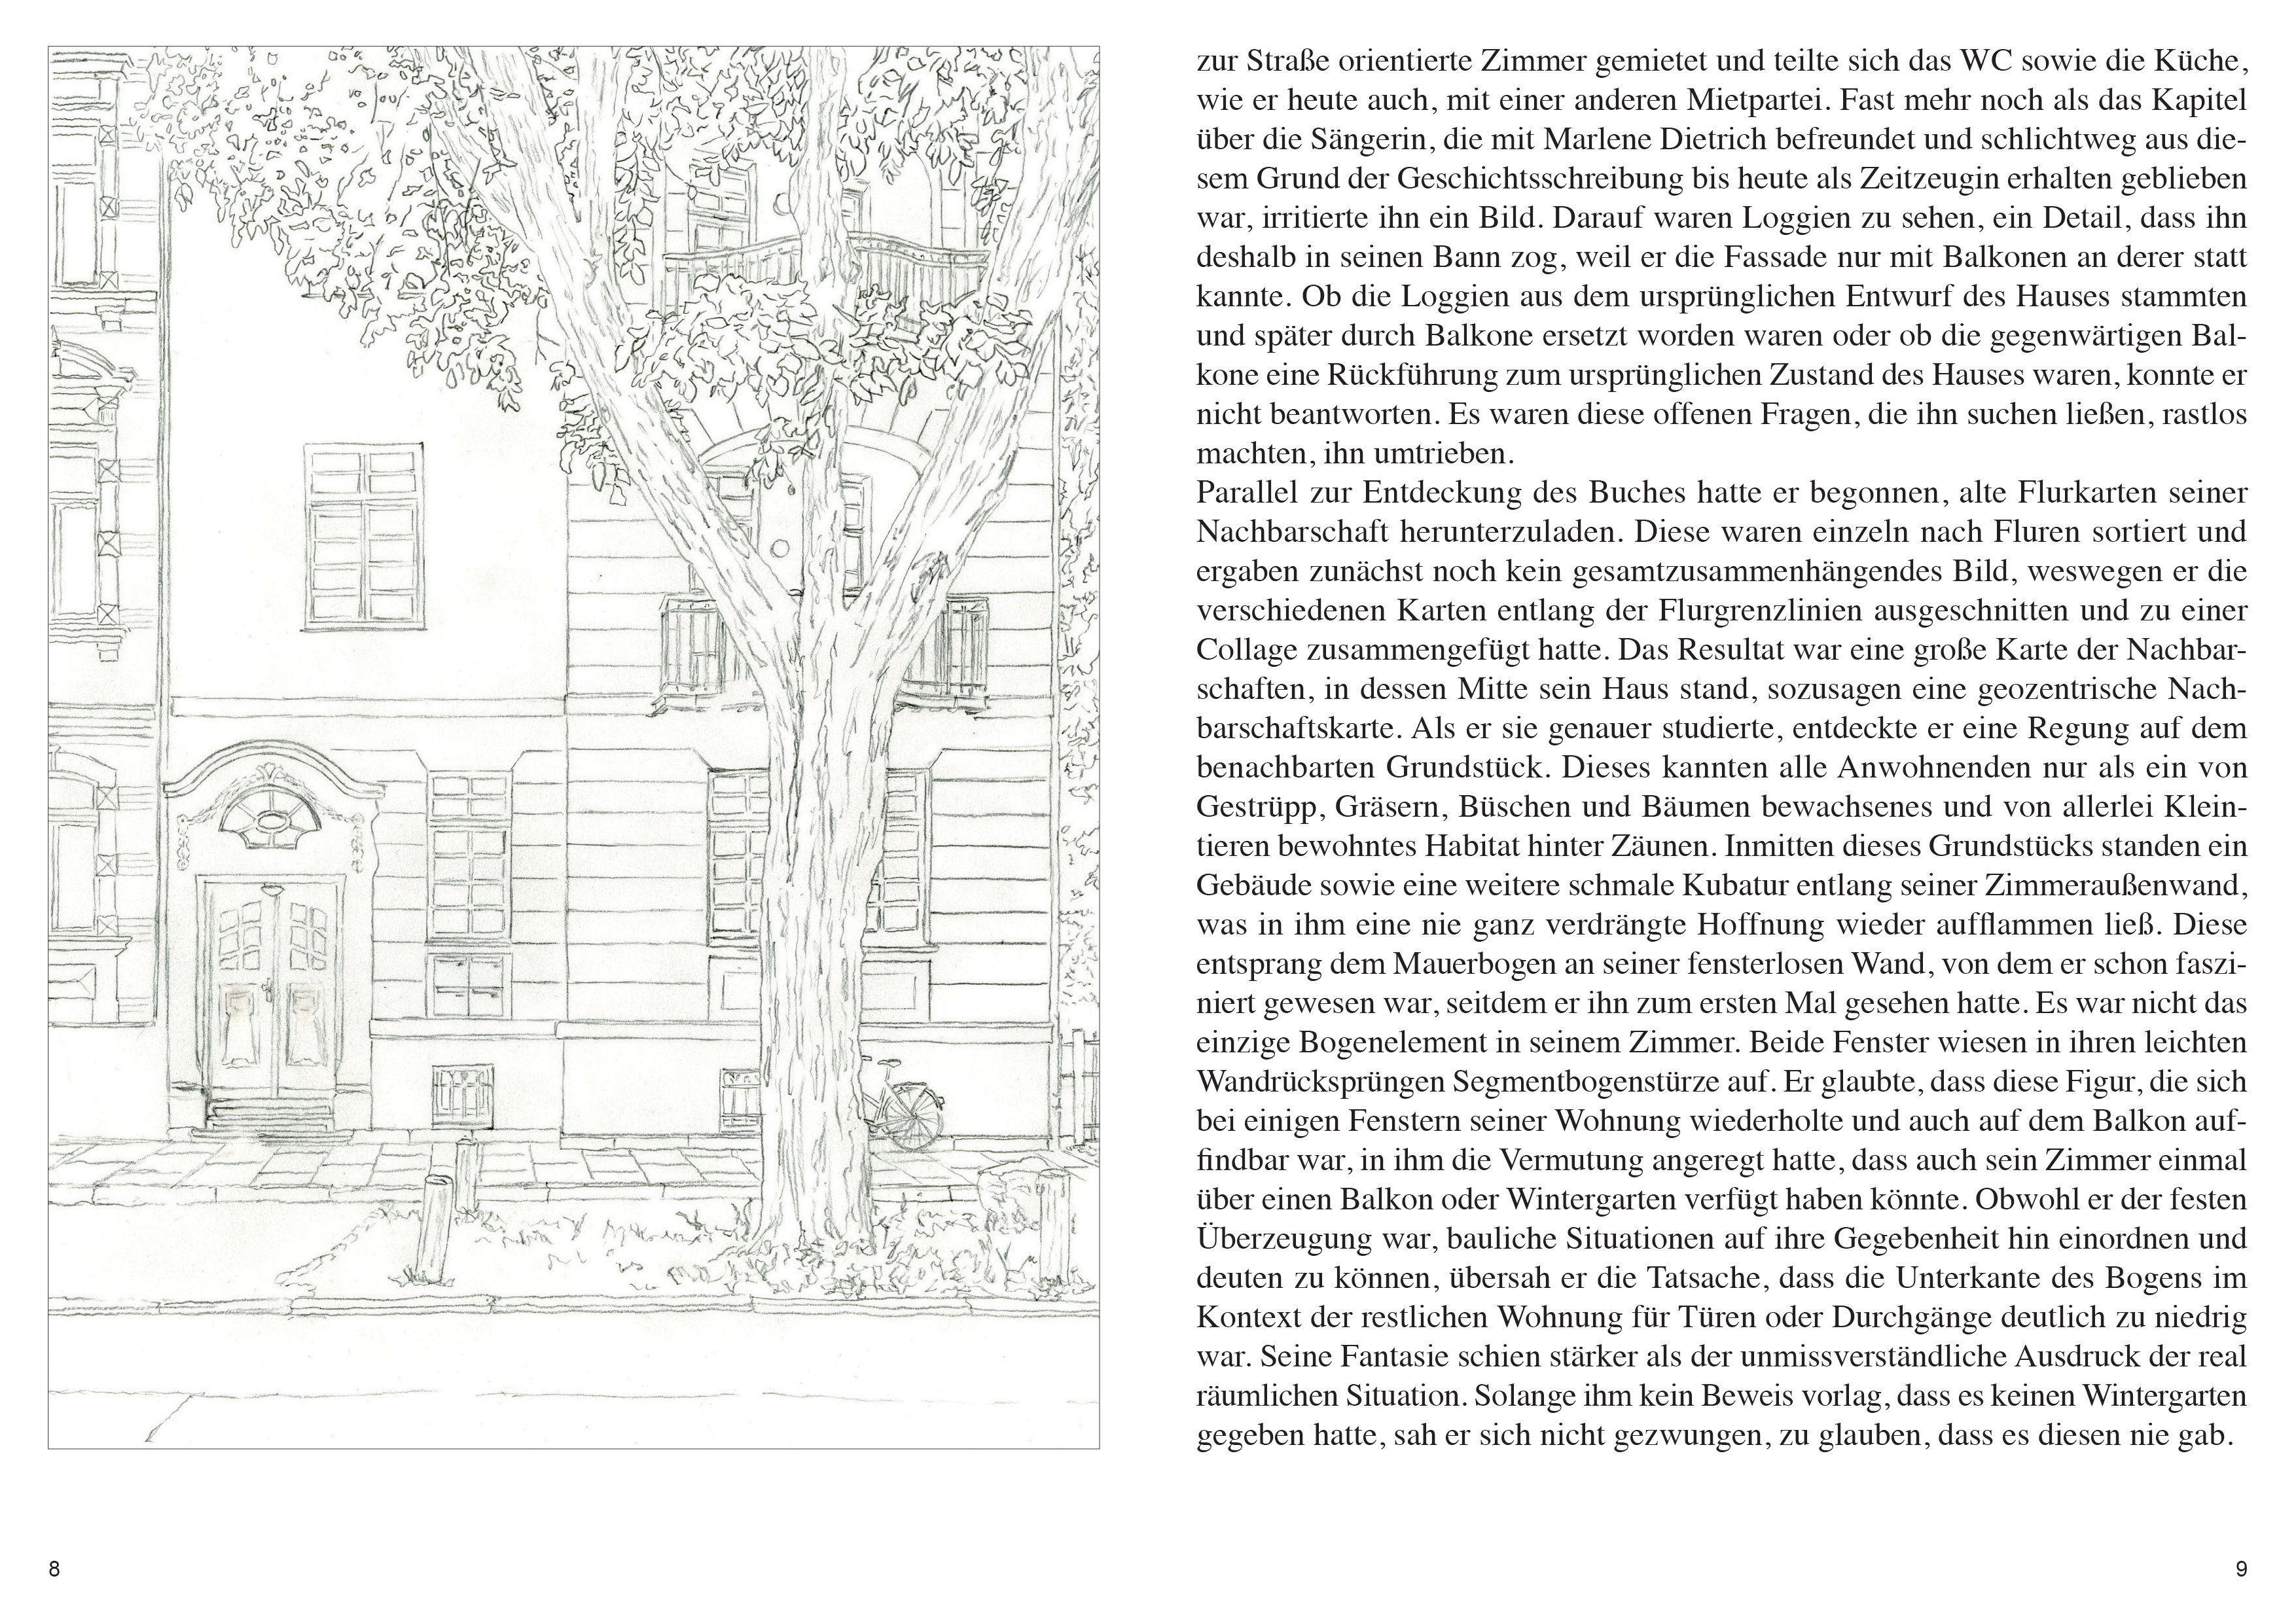 zur Straße orientierte Zimmer gemietet und teilte sich das WC sowie die Küche,
wie er heute auch, mit einer anderen Mietpartei. Fast mehr noch als das Kapitel
über die Sängerin, die mit Marlene Dietrich befreundet und schlichtweg aus die-
sem Grund der Geschichtsschreibung bis heute als Zeitzeugin erhalten geblieben
war, irritierte ihn ein Bild. Darauf waren Loggien zu sehen, ein Detail, dass ihn
deshalb in seinen Bann zog, weil er die Fassade nur mit Balkonen an derer statt
kannte. Ob die Loggien aus dem ursprünglichen Entwurf des Hauses stammten
und später durch Balkone ersetzt worden waren oder ob die gegenwärtigen Bal-
kone eine Rückführung zum ursprünglichen Zustand des Hauses waren, konnte er
nicht beantworten. Es waren diese offenen Fragen, die ihn suchen ließen, rastlos
machten, ihn umtrieben.
Parallel zur Entdeckung des Buches hatte er begonnen, alte Flurkarten seiner
Nachbarschaft herunterzuladen. Diese waren einzeln nach Fluren sortiert und
ergaben zunächst noch kein gesamtzusammenhängendes Bild, weswegen er die
verschiedenen Karten entlang der Flurgrenzlinien ausgeschnitten und zu einer
Collage zusammengefügt hatte. Das Resultat war eine große Karte der Nachbar-
schaften, in dessen Mitte sein Haus stand, sozusagen eine geozentrische Nach-
barschaftskarte. Als er sie genauer studierte, entdeckte er eine Regung auf dem
benachbarten Grundstück. Dieses kannten alle Anwohnenden nur als ein von
Gestrüpp, Gräsern, Büschen und Bäumen bewachsenes und von allerlei Klein-
tieren bewohntes Habitat hinter Zäunen. Inmitten dieses Grundstücks standen ein
Gebäude sowie eine weitere schmale Kubatur entlang seiner Zimmeraußenwand,
was in ihm eine nie ganz verdrängte Hoffnung wieder aufflammen ließ. Diese
entsprang dem Mauerbogen an seiner fensterlosen Wand, von dem er schon faszi-
niert gewesen war, seitdem er ihn zum ersten Mal gesehen hatte. Es war nicht das
einzige Bogenelement in seinem Zimmer. Beide Fenster wiesen in ihren leichten
Wandrücksprüngen Segmentbogenstürze auf. Er glaubte, dass diese Figur, die sich
bei einigen Fenstern seiner Wohnung wiederholte und auch auf dem Balkon auf-
findbar war, in ihm die Vermutung angeregt hatte, dass auch sein Zimmer einmal
über einen Balkon oder Wintergarten verfügt haben könnte. Obwohl er der festen
Überzeugung war, bauliche Situationen auf ihre Gegebenheit hin einordnen und
deuten zu können, übersah er die Tatsache, dass die Unterkante des Bogens im
Kontext der restlichen Wohnung für Türen oder Durchgänge deutlich zu niedrig
war. Seine Fantasie schien stärker als der unmissverständliche Ausdruck der real
räumlichen Situation. Solange ihm kein Beweis vorlag, dass es keinen Wintergarten
gegeben hatte, sah er sich nicht gezwungen, zu glauben, dass es diesen nie gab.
8
9